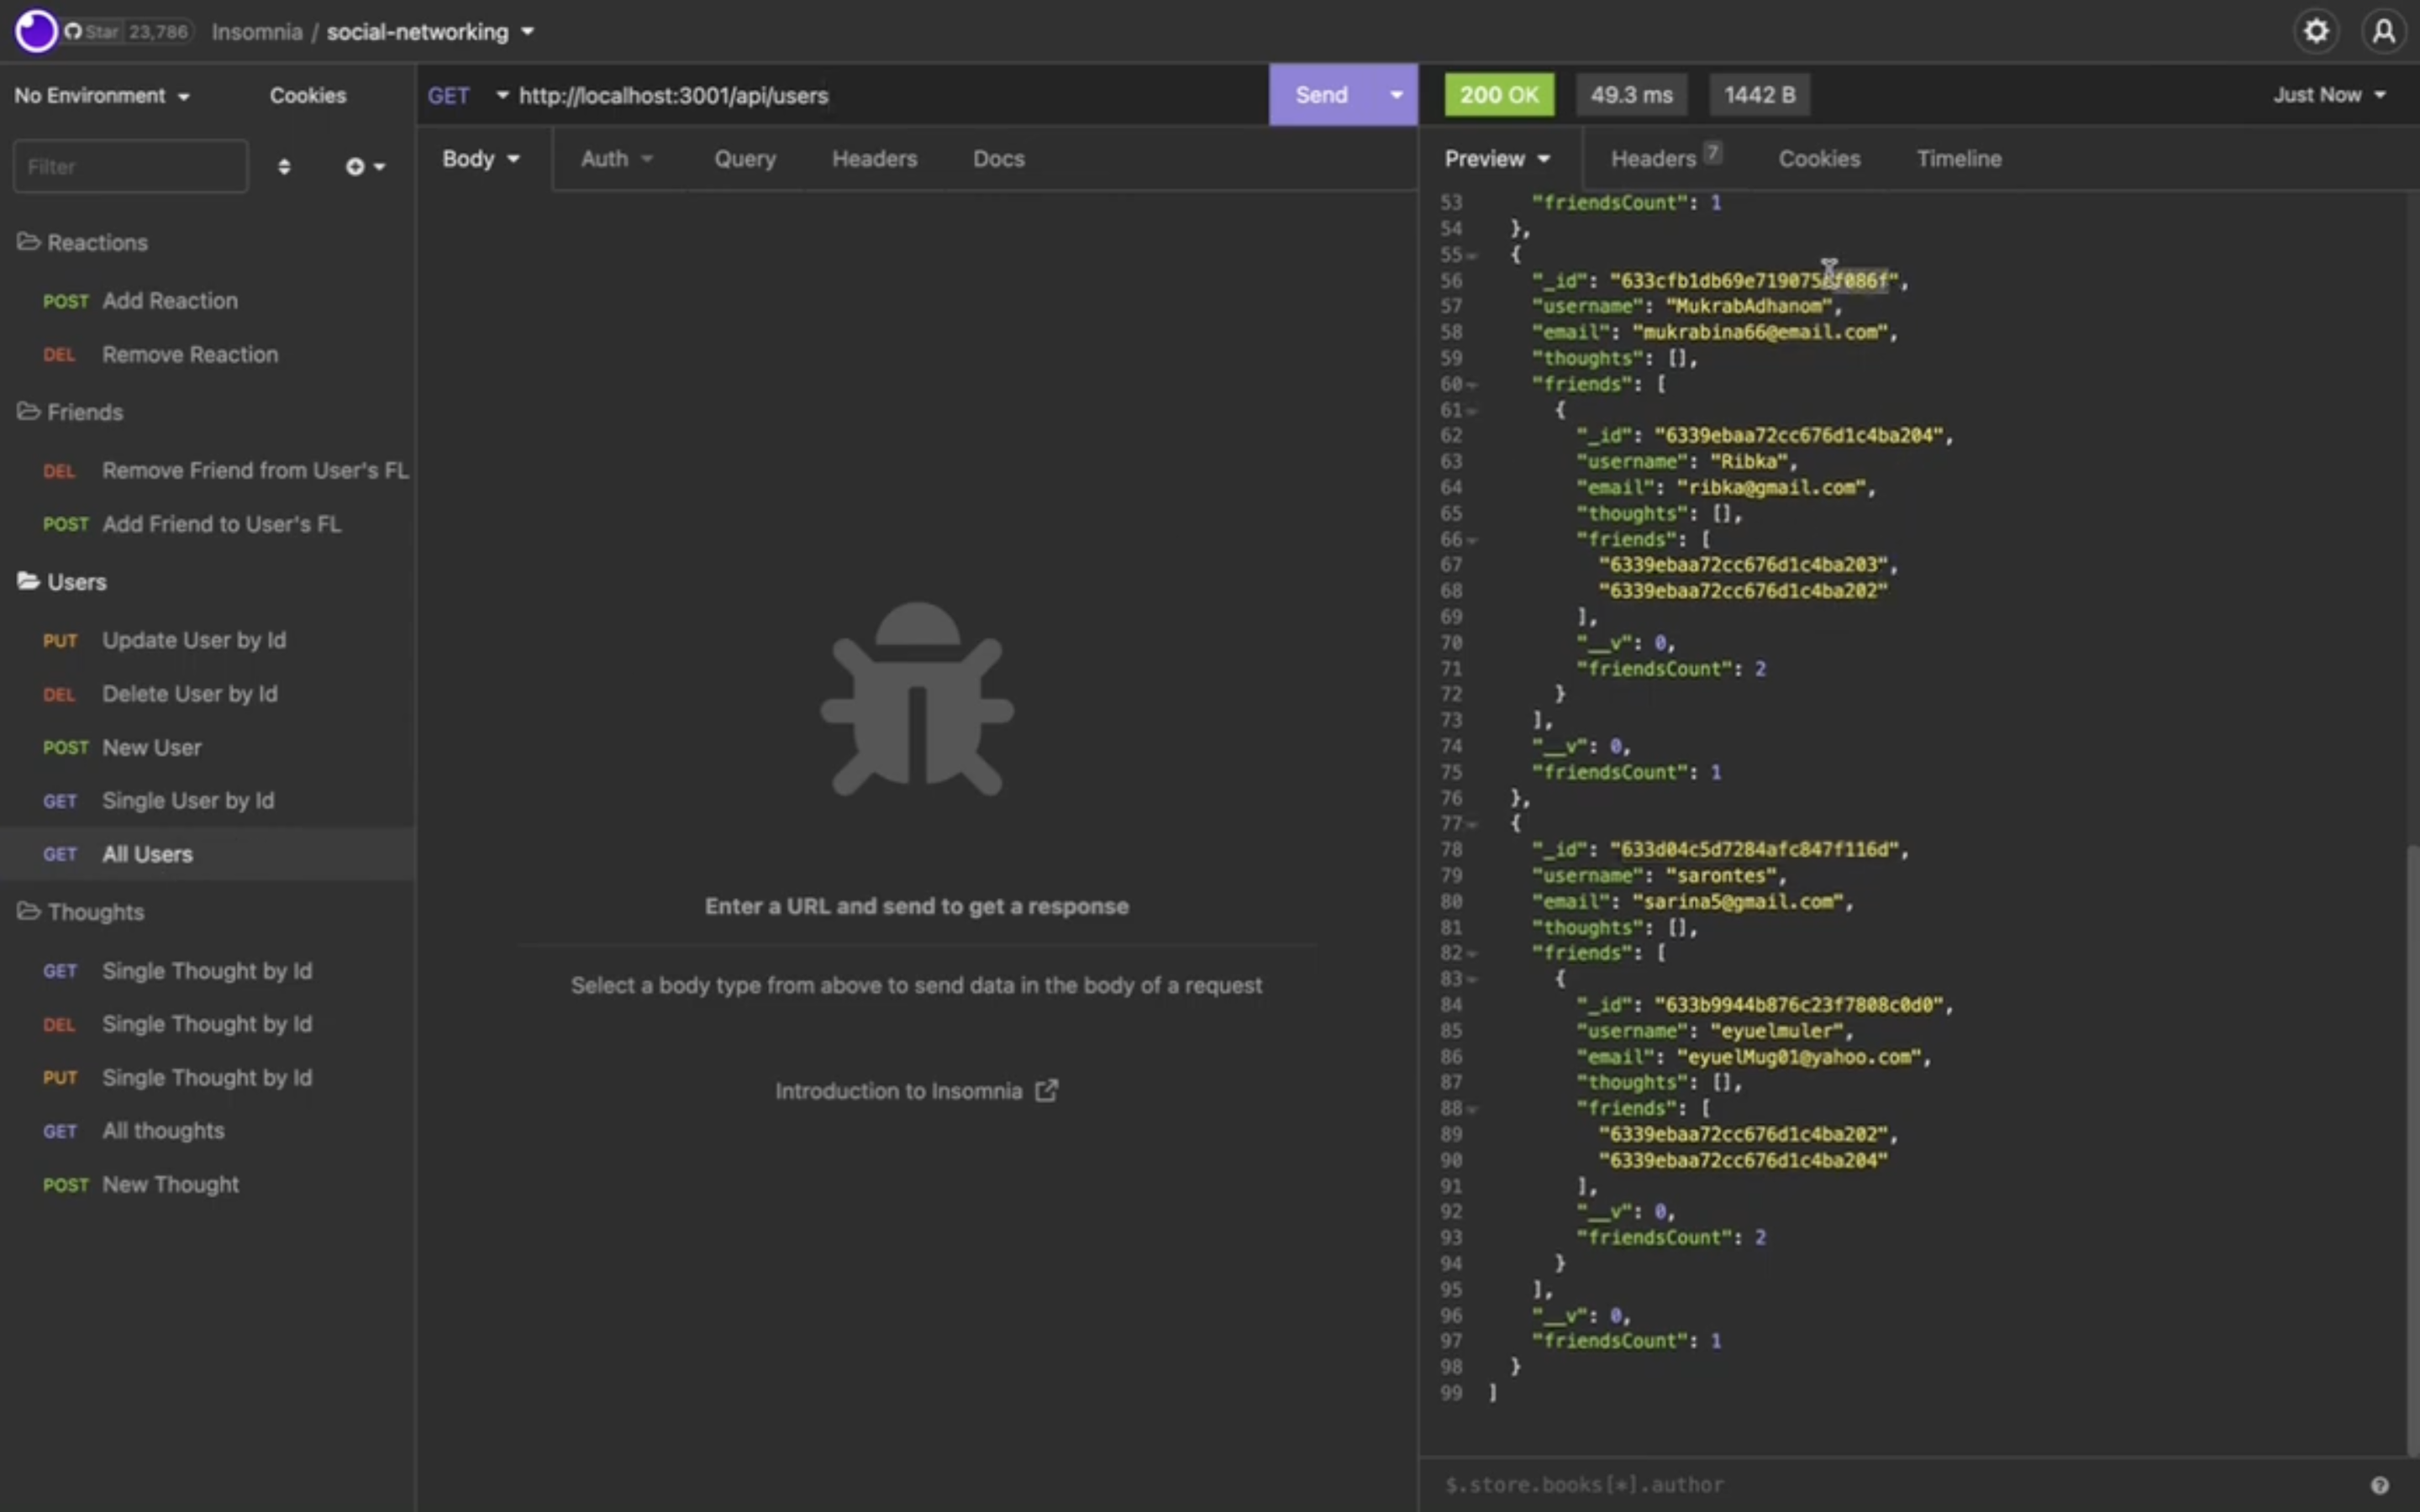 Star 23,786 Insomnia / social-networking
No Environment Cookies
GET http://localhost:3001/api/users Send
200 OK 49.3 ms 1442 B Just Now
Filter
Body Auth Query Headers Docs
Preview Headers 7 Cookies Timeline
Reactions
POST Add Reaction
DEL Remove Reaction
Friends
DEL Remove Friend from User's FL
POST Add Friend to User's FL
Users
PUT Update User by Id
DEL Delete User by Id
POST New User
GET Single User by Id
GET All Users
Thoughts
GET Single Thought by Id
DEL Single Thought by Id
PUT Single Thought by Id
GET All thoughts
POST New Thought
Enter a URL and send to get a response
Select a body type from above to send data in the body of a request
Introduction to Insomnia
53 "friendsCount": 1
54 },
55 {
56 "_id":
57 "username": "MukrabAdhanom",
58 "email": "mukrabina66@email.com",
59 "thoughts": [],
60 "friends": [
61 {
62 "_id": "6339ebaa72cc676d1c4ba204",
63 "username": "Ribka",
64 "email": "ribka@gmail.com",
65 "thoughts": [],
66 "friends": [
67 "6339ebaa72cc676d1c4ba203",
68 "6339ebaa72cc676d1c4ba202"
69 ],
70 "__v": 0,
71 "friendsCount": 2
72 }
73 ],
74 "__v": 0,
75 "friendsCount": 1
76 },
77 {
78 "_id": "633d04c5d7284afc847f116d",
79 "username": "sarontes",
80 "email": "sarina5@gmail.com",
81 "thoughts": [],
82 "friends": [
83 {
84 "_id": "633b9944b876c23f7808c0d0",
85 "username": "eyuelmuler",
86 "email": "eyuelMug01@yahoo.com",
87 "thoughts": [],
88 "friends": [
89 "6339ebaa72cc676d1c4ba202",
90 "6339ebaa72cc676d1c4ba204"
91 ],
92 "__v": 0,
93 "friendsCount": 2
94 }
95 ],
96 "__v": 0,
97 "friendsCount": 1
98 }
99 ]
$.store.books[*].author